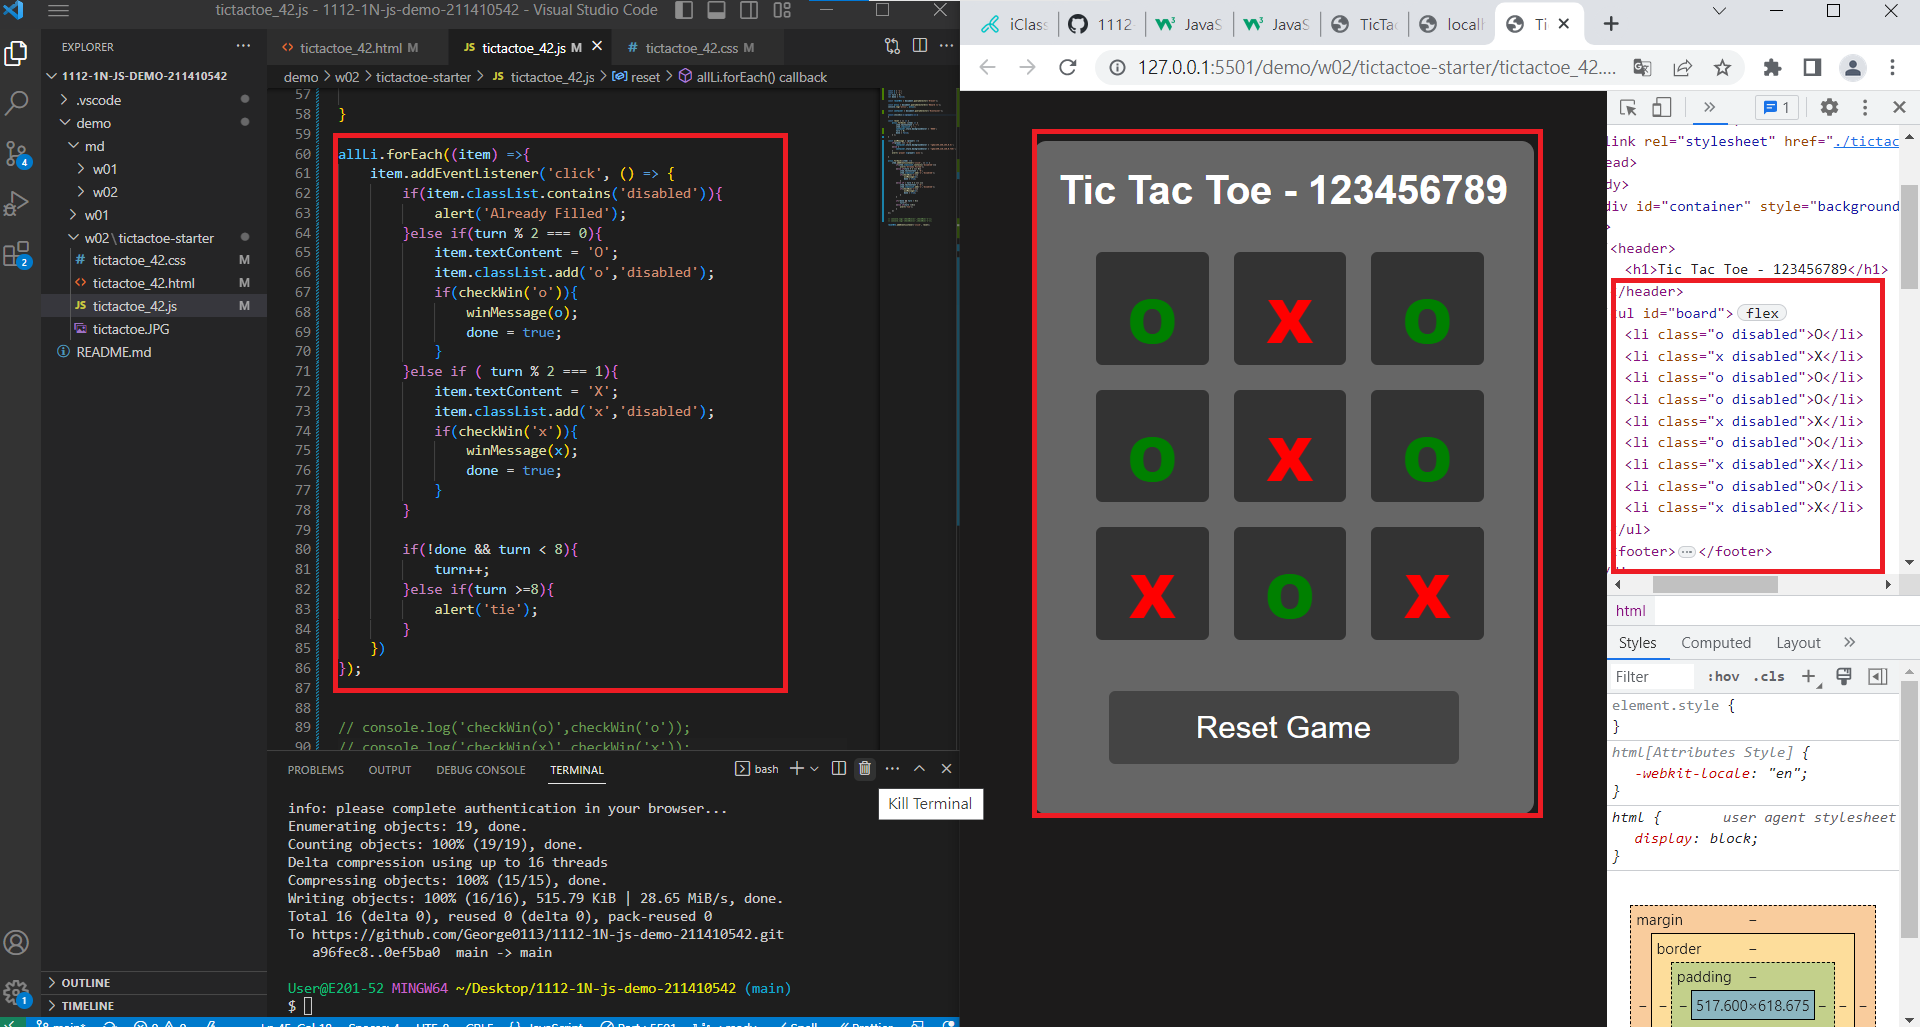 tictactoe_42.js - 1112-1N-js-demo-211410542 - Visual Studio Code
EXPLORER
1112-1N-JS-DEMO-211410542
.vscode
demo
md
w01
w02
w01
w02\tictactoe-starter
tictactoe_42.css M
tictactoe_42.html M
tictactoe_42.js M
tictactoe.JPG
README.md
OUTLINE
TIMELINE
4
2
1
tictactoe_42.html M
tictactoe_42.js M
tictactoe_42.css M
demo > w02 > tictactoe-starter > JS tictactoe_42.js > reset > allLi.forEach() callback
57
58 }
59
60 allLi.forEach((item) =>{
61 item.addEventListener('click', () => {
62 if(item.classList.contains('disabled')){
63 alert('Already Filled');
64 }else if(turn % 2 === 0){
65 item.textContent = 'O';
66 item.classList.add('o','disabled');
67 if(checkWin('o')){
68 winMessage(o);
69 done = true;
70 }
71 }else if ( turn % 2 === 1){
72 item.textContent = 'X';
73 item.classList.add('x','disabled');
74 if(checkWin('x')){
75 winMessage(x);
76 done = true;
77 }
78 }
79
80 if(!done && turn < 8){
81 turn++;
82 }else if(turn >=8){
83 alert('tie');
84 }
85 })
86 });
87
88
89 // console.log('checkWin(o)',checkWin('o'));
90 // console.log('checkWin(x)',checkWin('x'));
PROBLEMS OUTPUT DEBUG CONSOLE TERMINAL
bash
Kill Terminal
info: please complete authentication in your browser...
Enumerating objects: 19, done.
Counting objects: 100% (19/19), done.
Delta compression using up to 16 threads
Compressing objects: 100% (15/15), done.
Writing objects: 100% (16/16), 515.79 KiB | 28.65 MiB/s, done.
Total 16 (delta 0), reused 0 (delta 0), pack-reused 0
To https://github.com/George0113/1112-1N-js-demo-211410542.git
a96fec8..0ef5ba0 main -> main
User@E201-52 MINGW64 ~/Desktop/1112-1N-js-demo-211410542 (main)
$
iClass
1112
JavaS
JavaS
TicTac
local
Ti
127.0.0.1:5501/demo/w02/tictactoe-starter/tictactoe_42....
Tic Tac Toe - 123456789
O X O
O X O
X O X
Reset Game
1
link rel="stylesheet" href="./tictac
ead>
dy>
div id="container" style="background
>
<header>
<h1>Tic Tac Toe - 123456789</h1>
/header>
ul id="board"> flex
<li class="o disabled">O</li>
<li class="x disabled">X</li>
<li class="o disabled">O</li>
<li class="o disabled">O</li>
<li class="x disabled">X</li>
<li class="o disabled">O</li>
<li class="x disabled">X</li>
<li class="o disabled">O</li>
<li class="x disabled">X</li>
/ul>
footer>…</footer>
html
Styles Computed Layout
Filter :hov .cls
element.style {
}
html[Attributes Style] {
-webkit-locale: "en";
}
html { user agent stylesheet
display: block;
}
margin –
border –
padding –
– – – 517.600×618.675 – – –